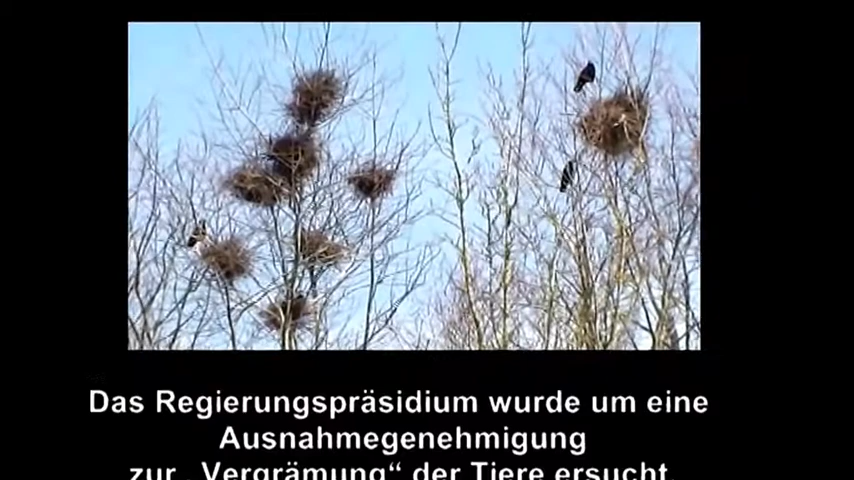 Das Regierungspräsidium wurde um eine
Ausnahmegenehmigung
zur „Vergrämung“ der Tiere ersucht.